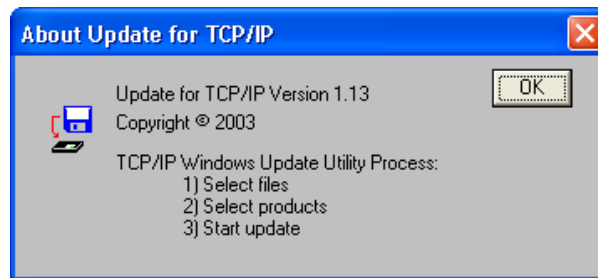 About Update for TCP/IP
Update for TCP/IP Version 1.13
OK
Copyright © 2003
TCP/IP Windows Update Utility Process:
1) Select files
2) Select products
3) Start update